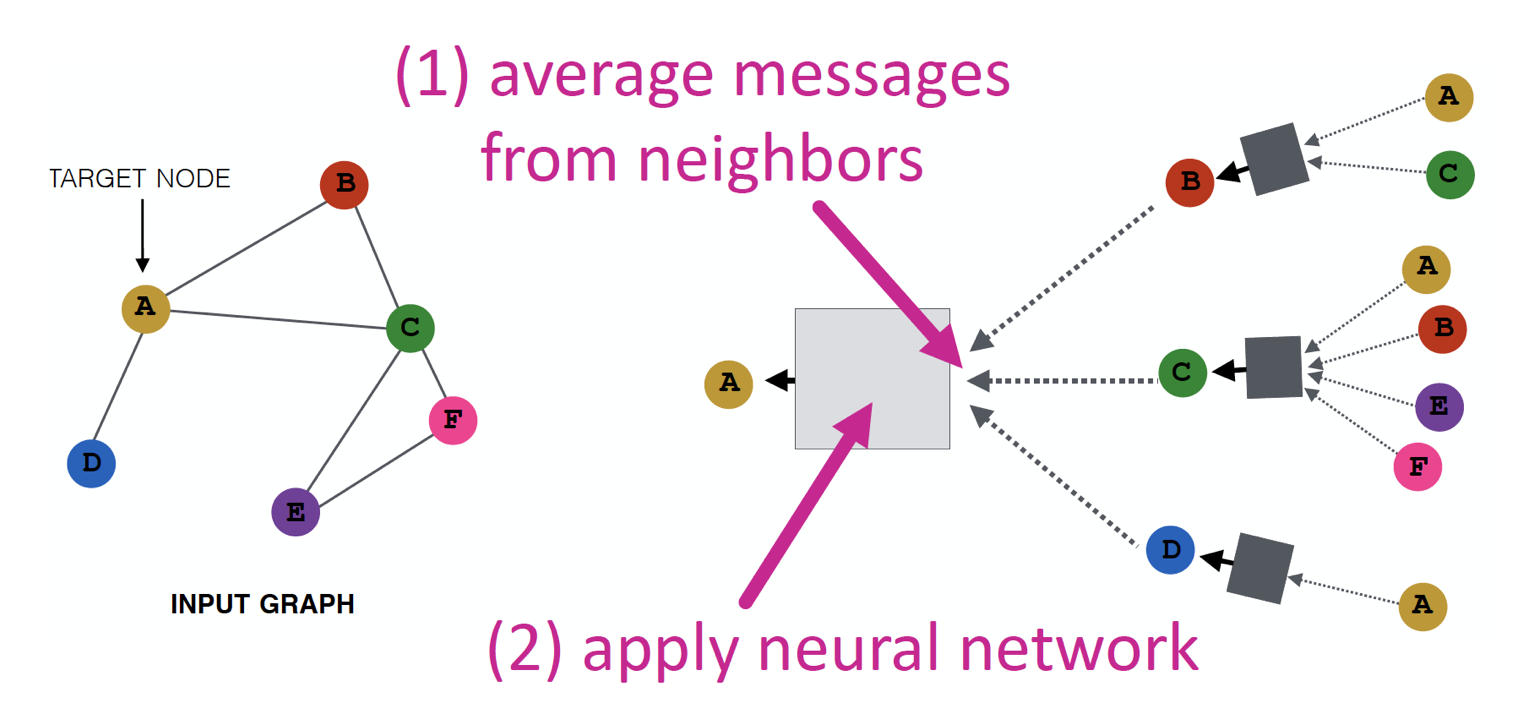 (1) average messages
from neighbors
TARGET NODE
A
B
C
D
E
F
INPUT GRAPH
A
B
C
D
A
C
A
B
E
F
A
(2) apply neural network